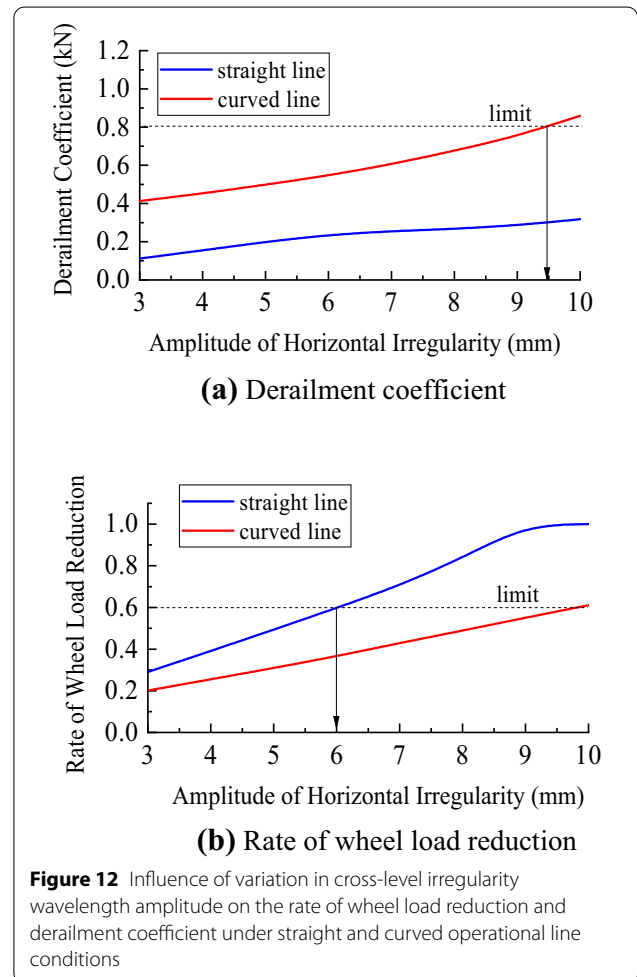 1.2
1.0
0.8
0.6
0.4
0.2
0.0
Derailment Coefficient (kN)
straight line
curved line
limit
3 4 5 6 7 8 9 10
Amplitude of Horizontal Irregularity (mm)
(a) Derailment coefficient
1.0
0.8
0.6
0.4
0.2
0.0
Rate of Wheel Load Reduction
straight line
curved line
limit
3 4 5 6 7 8 9 10
Amplitude of Horizontal Irregularity (mm)
(b) Rate of wheel load reduction
Figure 12 Influence of variation in cross-level irregularity
wavelength amplitude on the rate of wheel load reduction and
derailment coefficient under straight and curved operational line
conditions